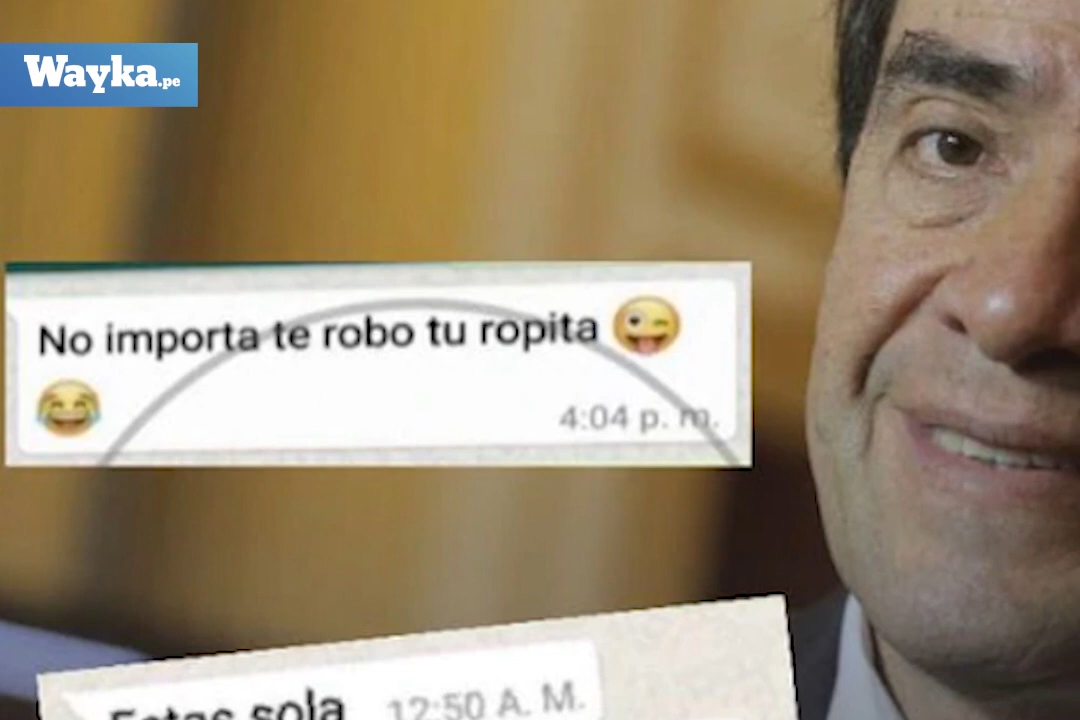 Wayka.pe
No importa te robo tu ropita 😜
😂
4:04 p. m.
Estas sola 12:50 A. M.